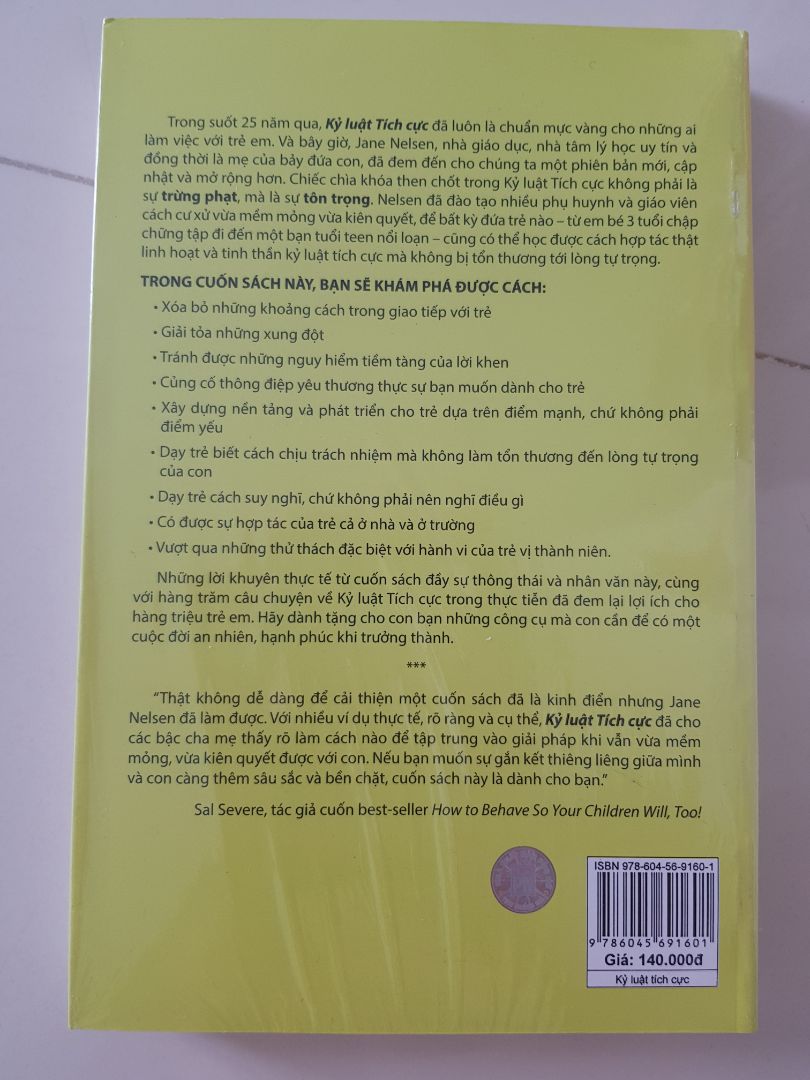 Trong suốt 25 năm qua, Kỷ luật Tích cực đã luôn là chuẩn mực vàng cho những ai
làm việc với trẻ em. Và bây giờ, Jane Nelsen, nhà giáo dục, nhà tâm lý học uy tín và
đồng thời là mẹ của bảy đứa con, đã đem đến cho chúng ta một phiên bản mới, cập
nhật và mở rộng hơn. Chiếc chìa khóa then chốt trong Kỷ luật Tích cực không phải là
sự trừng phạt, mà là sự tôn trọng. Nelsen đã đào tạo nhiều phụ huynh và giáo viên
cách cư xử vừa mềm mỏng vừa kiên quyết, để bất kỳ đứa trẻ nào – từ em bé 3 tuổi chập
chững tập đi đến một bạn tuổi teen nổi loạn – cũng có thể học được cách hợp tác thật
linh hoạt và tinh thần kỷ luật tích cực mà không bị tổn thương tới lòng tự trọng.
TRONG CUỐN SÁCH NÀY, BẠN SẼ KHÁM PHÁ ĐƯỢC CÁCH:
• Xóa bỏ những khoảng cách trong giao tiếp với trẻ
• Giải tỏa những xung đột
• Tránh được những nguy hiểm tiềm tàng của lời khen
• Củng cố thông điệp yêu thương thực sự bạn muốn dành cho trẻ
• Xây dựng nền tảng và phát triển cho trẻ dựa trên điểm mạnh, chứ không phải
điểm yếu
• Dạy trẻ biết cách chịu trách nhiệm mà không làm tổn thương đến lòng tự trọng
của con
• Dạy trẻ cách suy nghĩ, chứ không phải nên nghĩ điều gì
• Có được sự hợp tác của trẻ cả ở nhà và ở trường
• Vượt qua những thử thách đặc biệt với hành vi của trẻ vị thành niên.
Những lời khuyên thực tế từ cuốn sách đầy sự thông thái và nhân văn này, cùng
với hàng trăm câu chuyện về Kỷ luật Tích cực trong thực tiễn đã đem lại lợi ích cho
hàng triệu trẻ em. Hãy dành tặng cho con bạn những công cụ mà con cần để có một
cuộc đời an nhiên, hạnh phúc khi trưởng thành.
***
“Thật không dễ dàng để cải thiện một cuốn sách đã là kinh điển nhưng Jane
Nelsen đã làm được. Với nhiều ví dụ thực tế, rõ ràng và cụ thể, Kỷ luật Tích cực đã cho
các bậc cha mẹ thấy rõ làm cách nào để tập trung vào giải pháp khi vẫn vừa mềm
mỏng, vừa kiên quyết được với con. Nếu bạn muốn sự gắn kết thiêng liêng giữa mình
và con càng thêm sâu sắc và bền chặt, cuốn sách này là dành cho bạn.”
Sal Severe, tác giả cuốn best-seller How to Behave So Your Children Will, Too!
ISBN 978-604-56-9160-1
9 786045 691601
Giá: 140.000đ
Kỷ luật tích cực